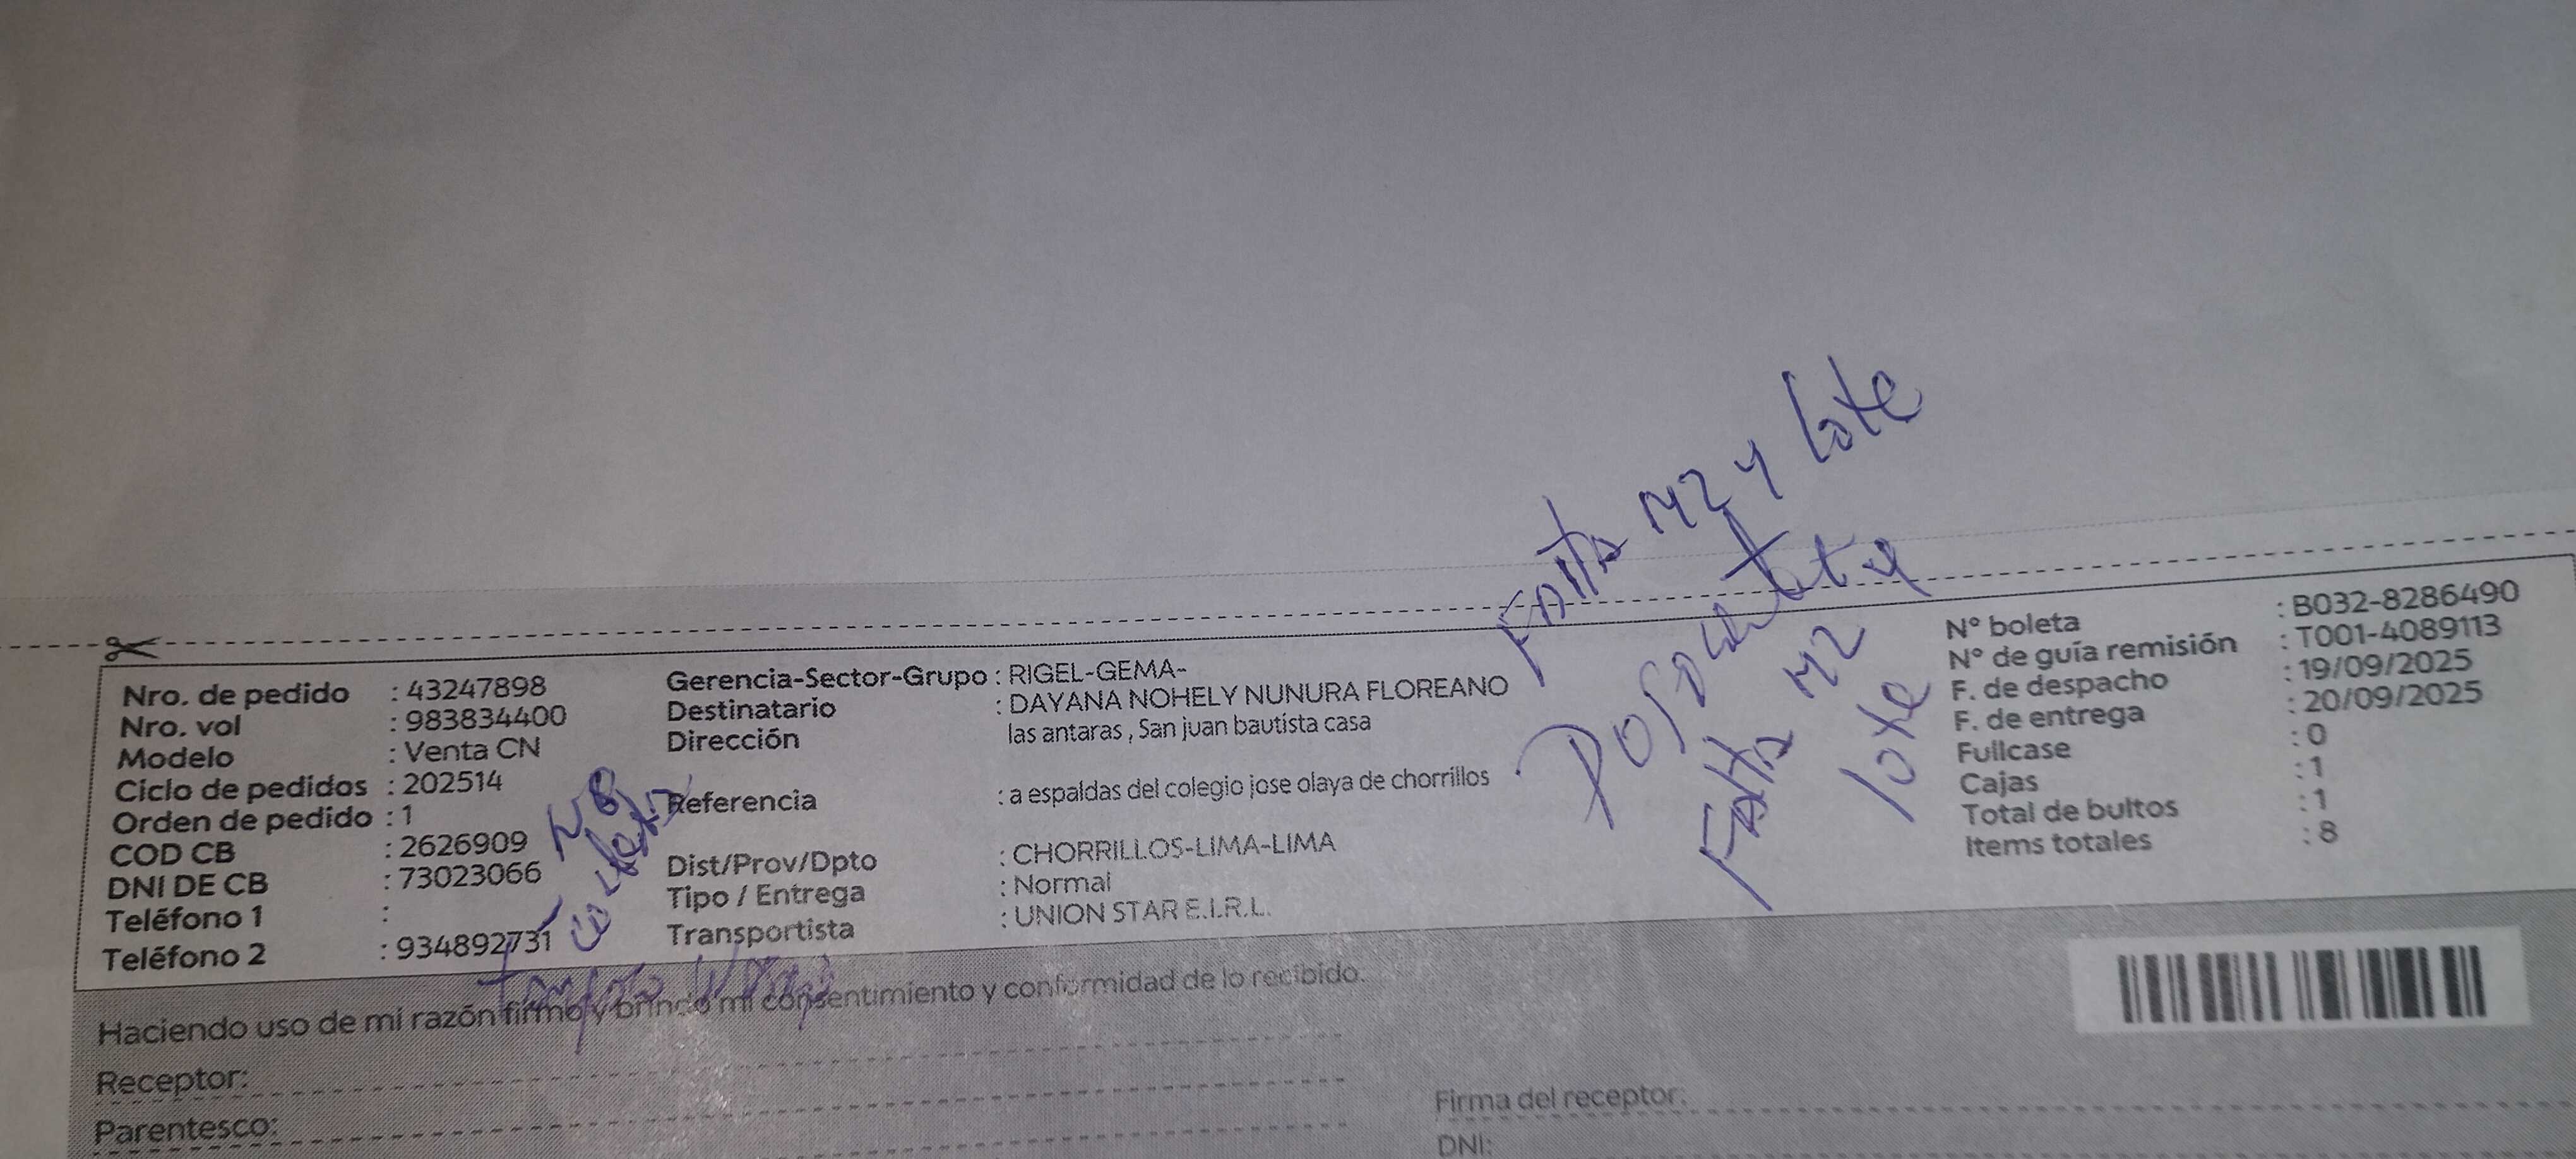 Falta MZ y lote
Falta MZ
lote
No
contesta
Nro. de pedido : 43247898
Nro. vol : 983834400
Modelo : Venta CN
Ciclo de pedidos : 202514
Orden de pedido : 1
COD CB : 2626909
DNI DE CB : 73023066
Teléfono 1 :
Teléfono 2 : 934892731
Gerencia-Sector-Grupo : RIGEL-GEMA-
Destinatario : DAYANA NOHELY NUNURA FLOREANO
Dirección las antaras , San juan bautista casa
Referencia : a espaldas del colegio jose olaya de chorrillos
Dist/Prov/Dpto : CHORRILLOS-LIMA-LIMA
Tipo / Entrega : Normal
Transportista : UNION STAR E.I.R.L.
N° boleta : B032-8286490
N° de guía remisión : T001-4089113
F. de despacho : 19/09/2025
F. de entrega : 20/09/2025
Fullcase : 0
Cajas : 1
Total de bultos : 1
Items totales : 8
Haciendo uso de mi razón firmo y brindo mi consentimiento y conformidad de lo recibido.
Receptor:
Parentesco:
Firma del receptor:
DNI: